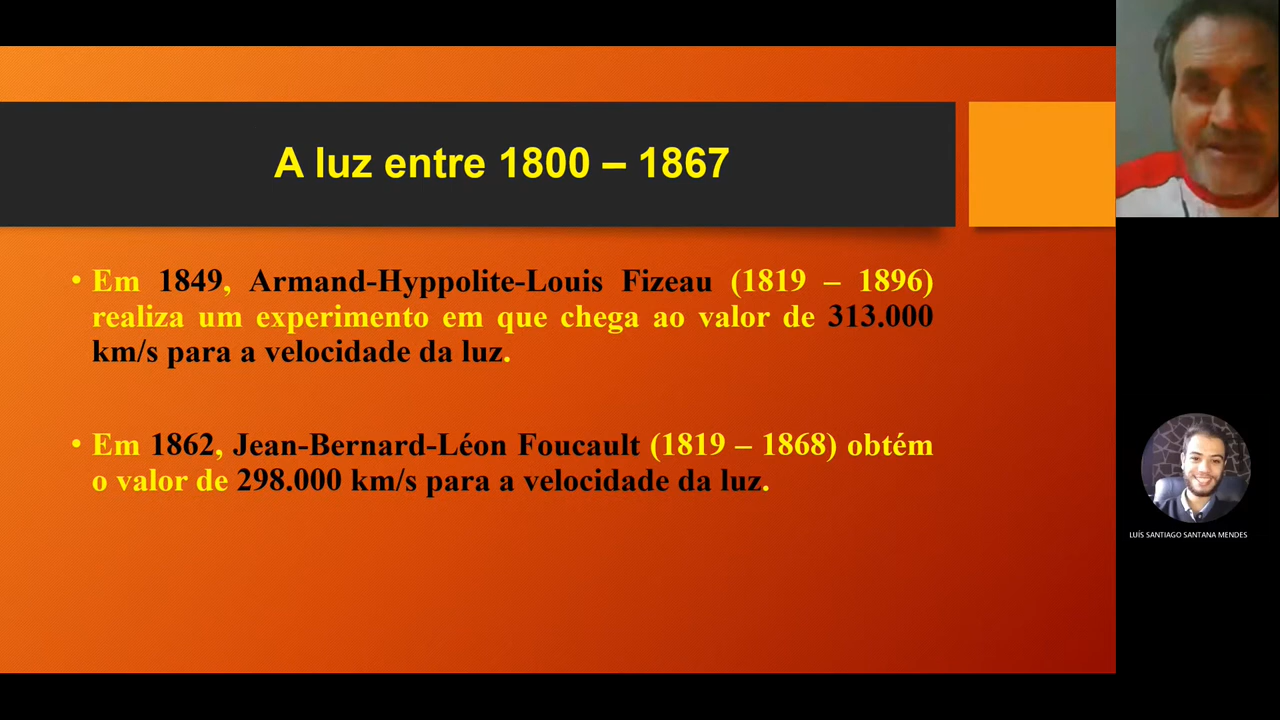 A luz entre 1800 – 1867
• Em 1849, Armand-Hyppolite-Louis Fizeau (1819 – 1896)
realiza um experimento em que chega ao valor de 313.000
km/s para a velocidade da luz.
• Em 1862, Jean-Bernard-Léon Foucault (1819 – 1868) obtém
o valor de 298.000 km/s para a velocidade da luz.
LUÍS SANTIAGO SANTANA MENDES